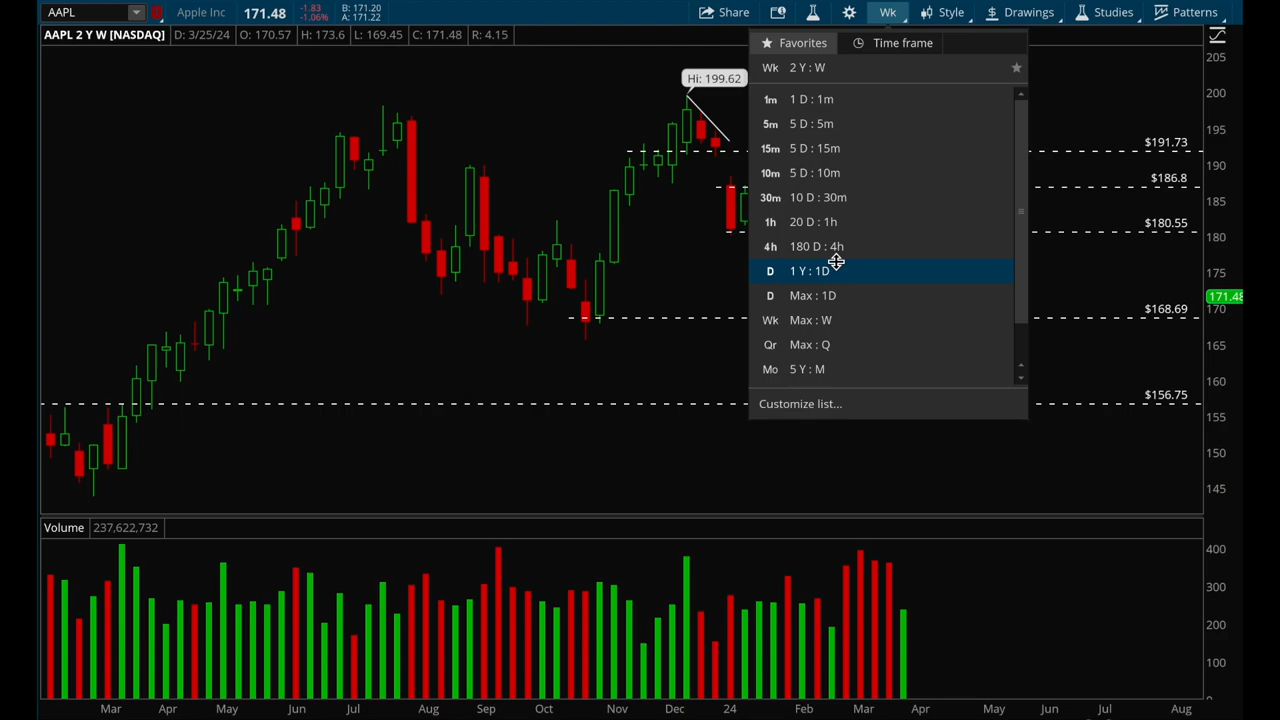 AAPL Apple Inc 171.48 -1.83 -1.06% B: 171.20 A: 171.22 Share Wk Style $ Drawings Studies Patterns
AAPL 2 Y W [NASDAQ] D: 3/25/24 O: 170.57 H: 173.6 L: 169.45 C: 171.48 R: 4.15
Favorites Time frame
Wk 2 Y : W
1m 1 D : 1m
5m 5 D : 5m
15m 5 D : 15m
10m 5 D : 10m
30m 10 D : 30m
1h 20 D : 1h
4h 180 D : 4h
D 1 Y : 1D
D Max : 1D
Wk Max : W
Qr Max : Q
Mo 5 Y : M
Customize list...
Hi: 199.62
$191.73
$186.8
$180.55
$168.69
$156.75
205
200
195
190
185
180
175
171.48
170
165
160
155
150
145
Volume 237,622,732
400
300
200
100
0
Mar Apr May Jun Jul Aug Sep Oct Nov Dec 24 Feb Mar Apr May Jun Jul Aug